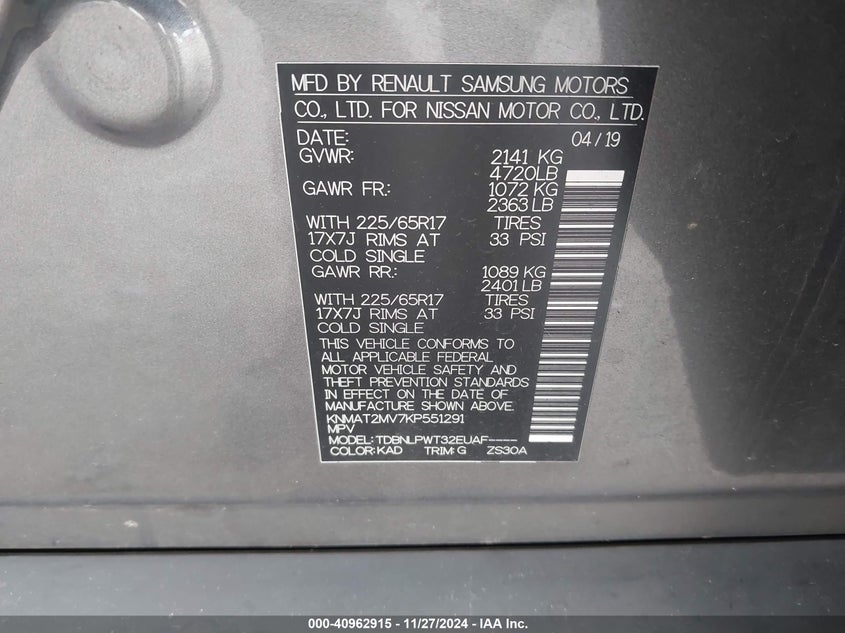 MFD BY RENAULT SAMSUNG MOTORS
CO., LTD. FOR NISSAN MOTOR CO., LTD.
DATE: 04/19
GVWR: 2141 KG
4720LB
GAWR FR.: 1072 KG
2363 LB
WITH 225/65R17 TIRES
17X7J RIMS AT 33 PSI
COLD SINGLE
GAWR RR.: 1089 KG
2401 LB
WITH 225/65R17 TIRES
17X7J RIMS AT 33 PSI
COLD SINGLE
THIS VEHICLE CONFORMS TO
ALL APPLICABLE FEDERAL
MOTOR VEHICLE SAFETY AND
THEFT PREVENTION STANDARDS
IN EFFECT ON THE DATE OF
MANUFACTURE SHOWN ABOVE.
KNMAT2MV7KP551291
MPV
MODEL: TDBNLPWT32EUAF-----
COLOR: KAD TRIM: G ZS30A
000-40962915 - 11/27/2024 - IAA Inc.